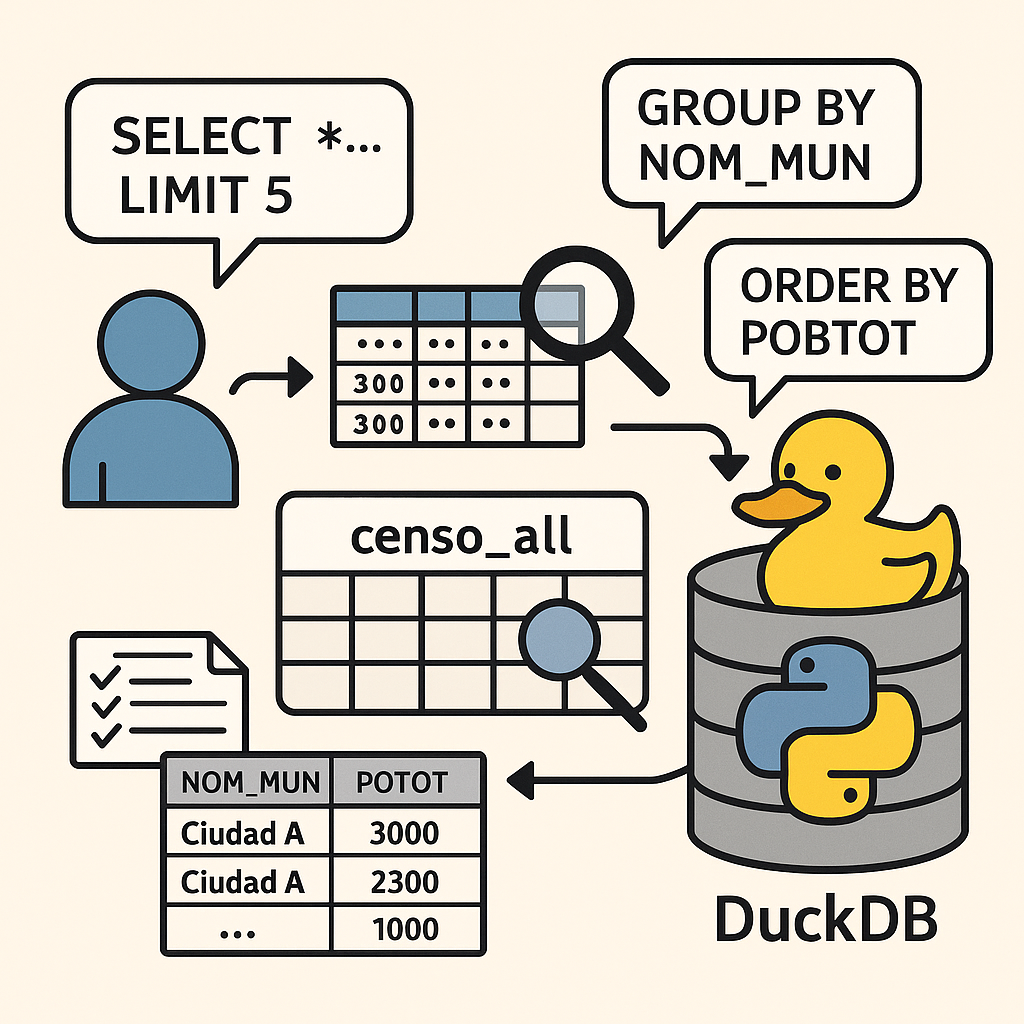 SELECT *...
LIMIT 5
GROUP BY
NOM_MUN
ORDER BY
POBTOT
... .. ..
300 .. ..
300 .. ..
censo_all
NOM_MUN POTOT
Ciudad A 3000
Ciudad A 2300
... 1000
DuckDB